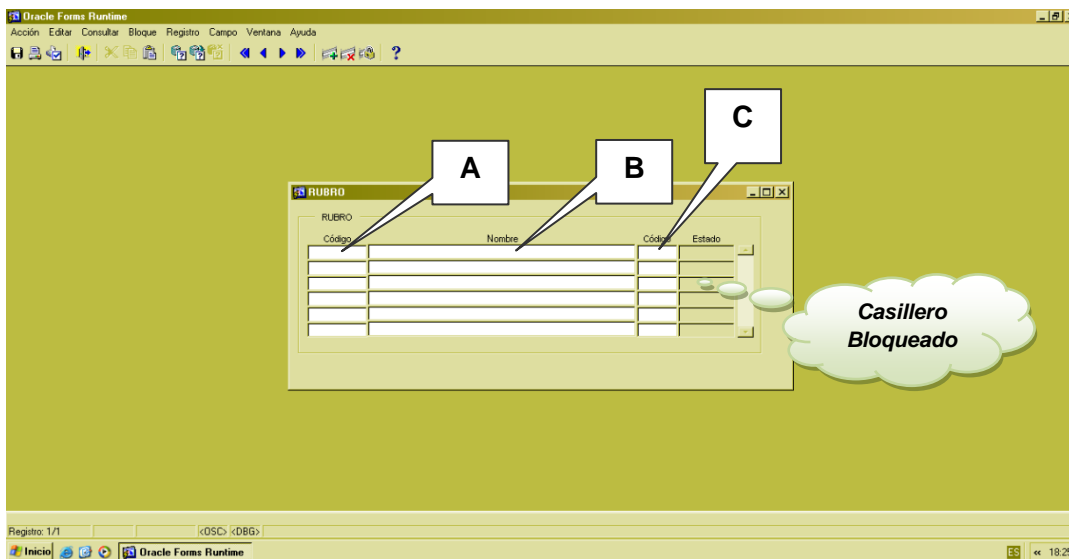 Oracle Forms Runtime
Acción Editar Consultar Bloque Registro Campo Ventana Ayuda
?
C
A
B
RUBRO
RUBRO
Código Nombre Código Estado
Casillero
Bloqueado
Registro: 1/1 <OSC> <DBG>
Inicio Oracle Forms Runtime ES « 18:29